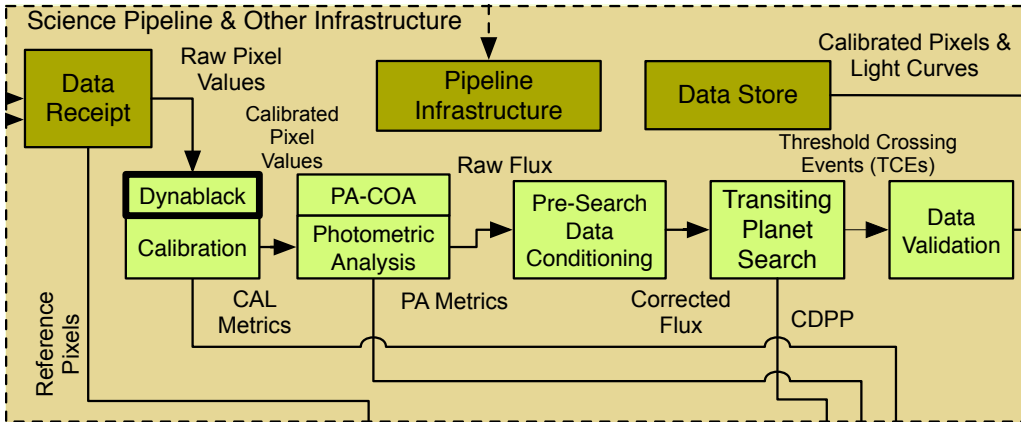 Science Pipeline & Other Infrastructure
Data
Receipt
Raw Pixel
Values
Pipeline
Infrastructure
Data Store
Calibrated Pixels &
Light Curves
Calibrated
Pixel
Values
Raw Flux
Threshold Crossing
Events (TCEs)
Dynablack
Calibration
PA-COA
Photometric
Analysis
Pre-Search
Data
Conditioning
Transiting
Planet
Search
Data
Validation
Reference
Pixels
CAL
Metrics
PA Metrics
Corrected
Flux
CDPP